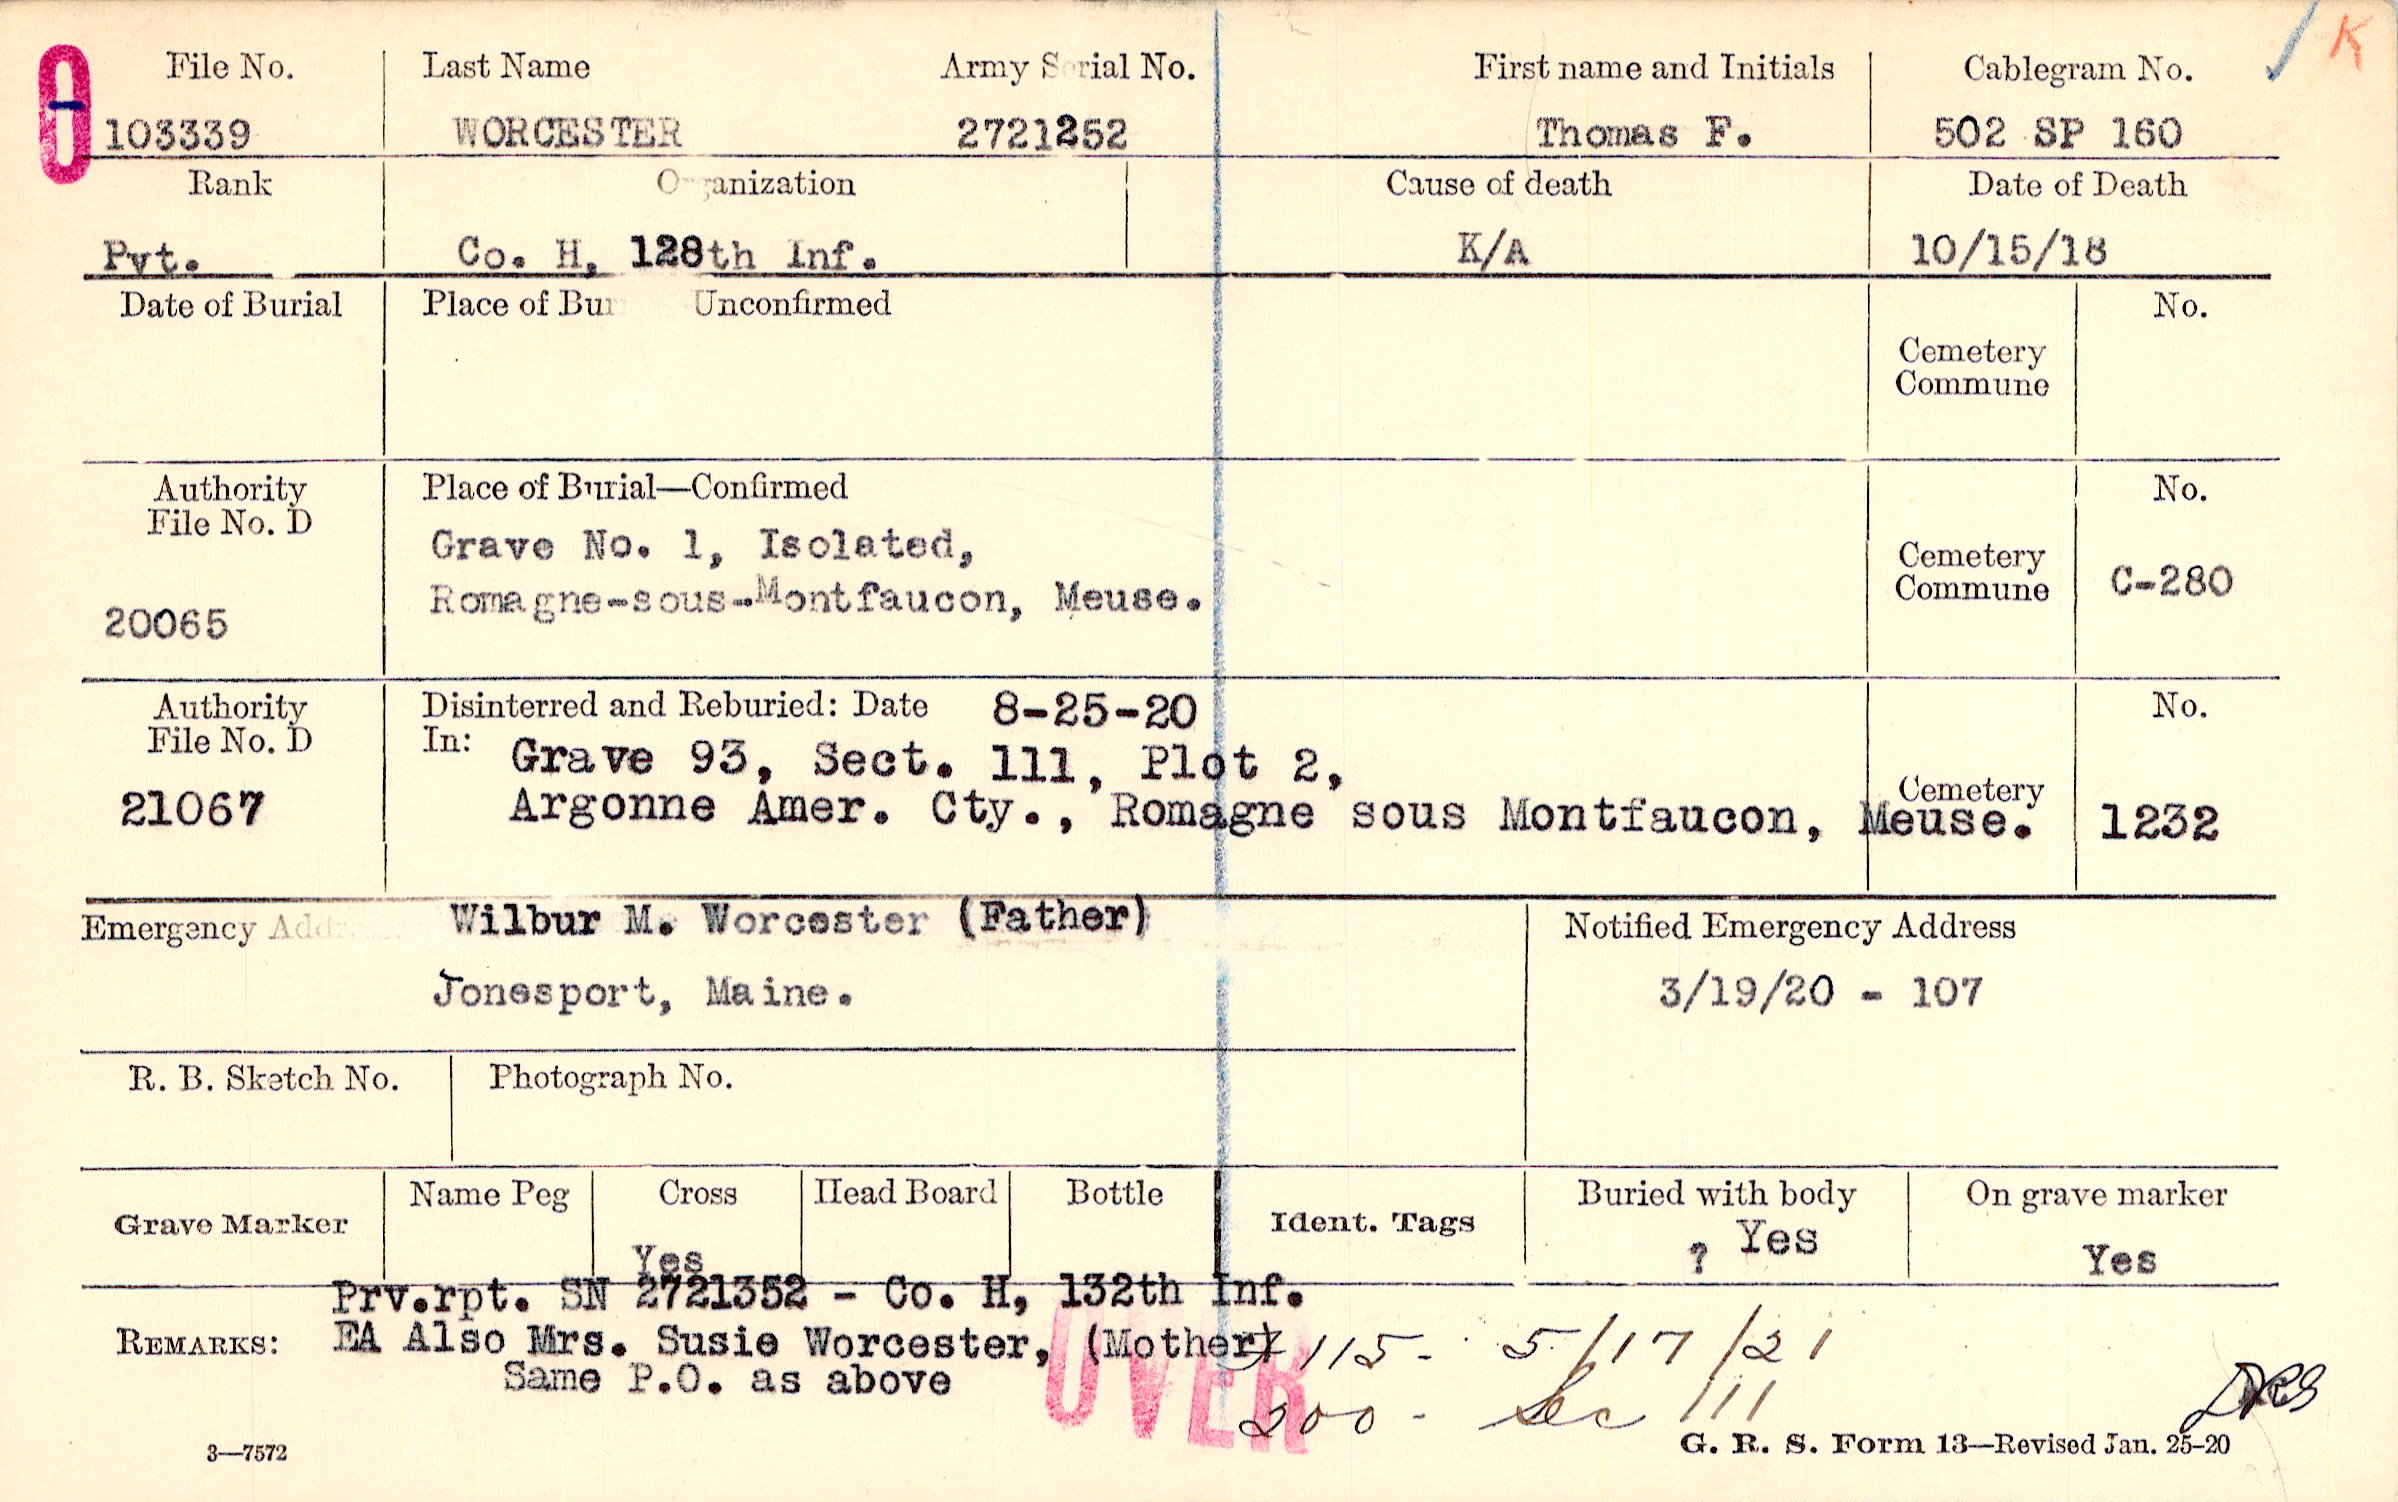 K
File No. Last Name Army Serial No. First name and Initials Cablegram No.
103339 WORCESTER 2721252 Thomas F. 502 SP 160
Rank Organization Cause of death Date of Death
Pvt. Co. H, 128th Inf. K/A 10/15/18
Date of Burial Place of Bur Unconfirmed No.
Cemetery
Commune
Authority Place of Burial—Confirmed No.
File No. D
Grave No. 1, Isolated,
Cemetery
Commune C-280
Romagne-sous-Montfaucon, Meuse.
20065
Authority Disinterred and Reburied: Date 8-25-20 No.
File No. D In: Grave 93, Sect. 111, Plot 2,
Cemetery
21067 Argonne Amer. Cty., Romagne sous Montfaucon, Meuse. 1232
Emergency Addr Wilbur M. Worcester (Father) Notified Emergency Address
Jonesport, Maine. 3/19/20 - 107
R. B. Sketch No. Photograph No.
Name Peg Cross Head Board Bottle Buried with body On grave marker
Grave Marker Ident. Tags
Yes ? Yes Yes
Prv.rpt. SN 2721352 - Co. H, 132th Inf.
REMARKS: EA Also Mrs. Susie Worcester, (Mother) 115- 5/17/21
Same P.O. as above
OVER
200 - Sec 111
3—7572 G. R. S. Form 13—Revised Jan. 25-20